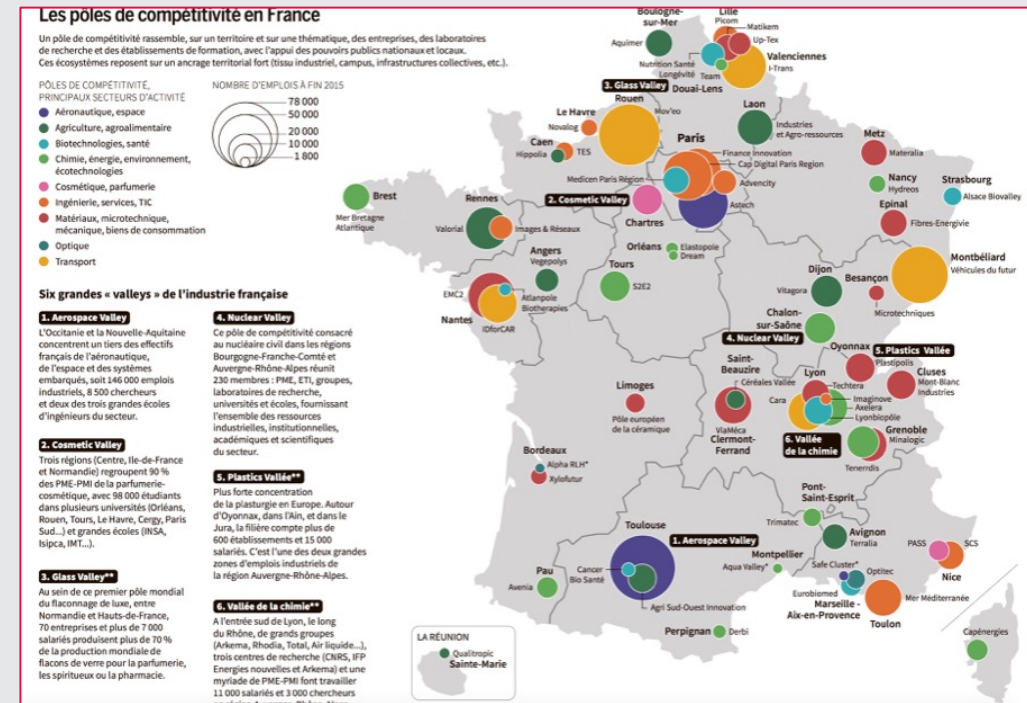 Les pôles de compétitivité en France
Un pôle de compétitivité rassemble, sur un territoire et sur une thématique, des entreprises, des laboratoires
de recherche et des établissements de formation, avec l'appui des pouvoirs publics nationaux et locaux.
Ces écosystèmes reposent sur un ancrage territorial fort (tissu industriel, campus, infrastructures collectives, etc.).
PÔLES DE COMPÉTITIVITÉ,
PRINCIPAUX SECTEURS D'ACTIVITÉ
Aéronautique, espace
Agriculture, agroalimentaire
Biotechnologies, santé
Chimie, énergie, environnement,
écotechnologies
Cosmétique, parfumerie
Ingénierie, services, TIC
Matériaux, microtechnique,
mécanique, biens de consommation
Optique
Transport
NOMBRE D'EMPLOIS À FIN 2015
78 000
50 000
20 000
10 000
1 800
Six grandes « valleys » de l'industrie française
1. Aerospace Valley
L'Occitanie et la Nouvelle-Aquitaine
concentrent un tiers des effectifs
français de l'aéronautique,
de l'espace et des systèmes
embarqués, soit 146 000 emplois
industriels, 8 500 chercheurs
et deux des trois grandes écoles
d'ingénieurs du secteur.
2. Cosmetic Valley
Trois régions (Centre, Ile-de-France
et Normandie) regroupent 90 %
des PME-PMI de la parfumerie-
cosmétique, avec 98 000 étudiants
dans plusieurs universités (Orléans,
Rouen, Tours, Le Havre, Cergy, Paris
Sud...) et grandes écoles (INSA,
Isipca, IMT...).
3. Glass Valley**
Au sein de ce premier pôle mondial
du flaconnage de luxe, entre
Normandie et Hauts-de-France,
70 entreprises et plus de 7 000
salariés produisent plus de 70 %
de la production mondiale de
flacons de verre pour la parfumerie,
les spiritueux ou la pharmacie.
4. Nuclear Valley
Ce pôle de compétitivité consacré
au nucléaire civil dans les régions
Bourgogne-Franche-Comté et
Auvergne-Rhône-Alpes réunit
230 membres : PME, ETI, groupes,
laboratoires de recherche,
universités et écoles, fournissant
l'ensemble des ressources
industrielles, institutionnelles,
académiques et scientifiques
du secteur.
5. Plastics Vallée**
Plus forte concentration
de la plasturgie en Europe. Autour
d'Oyonnax, dans l'Ain, et dans le
Jura, la filière compte plus de
600 établissements et 15 000
salariés. C'est l'une des deux grandes
zones d'emplois industriels de
la région Auvergne-Rhône-Alpes.
6. Vallée de la chimie**
A l'entrée sud de Lyon, le long
du Rhône, de grands groupes
(Arkema, Rhodia, Total, Air liquide...),
trois centres de recherche (CNRS, IFP
Energies nouvelles et Arkema) et une
myriade de PME-PMI font travailler
11 000 salariés et 3 000 chercheurs
Boulogne-
sur-Mer
Aquimer
Lille
Picom
Matikem
Up-Tex
Nutrition Santé
Longévité
Team
Douai-Lens
Valenciennes
I-Trans
3. Glass Valley
Rouen
Mov'eo
Le Havre
Novalog
Caen
Hippolia
TES
Laon
Industries
et Agro-ressources
Paris
Finance Innovation
Cap Digital Paris Region
Medicen Paris Région
Advencity
Astech
2. Cosmetic Valley
Chartres
Metz
Materalia
Nancy
Hydreos
Strasbourg
Alsace Biovalley
Epinal
Fibres-Energivie
Brest
Mer Bretagne
Atlantique
Rennes
Valorial
Images & Réseaux
Angers
Vegepolys
EMC2
Atlanpole
Biotherapies
Nantes
IDforCAR
Orléans
Elastopole
Dream
Tours
S2E2
Montbéliard
Véhicules du futur
Dijon
Vitagora
Besançon
Microtechniques
Chalon-
sur-Saône
4. Nuclear Valley
Oyonnax
5. Plastics Vallée
Plastipolis
Cluses
Mont-Blanc
Industries
Saint-
Beauzire
Céréales Vallée
ViaMéca
Clermont-
Ferrand
Lyon
Techtera
Cara
Imaginove
Axelera
Lyonbiopôle
6. Vallée
de la chimie
Grenoble
Minalogic
Tenerrdis
Limoges
Pôle européen
de la céramique
Bordeaux
Alpha RLH*
Xylofutur
Pont-
Saint-Esprit
Trimatec
Avignon
Terralia
Toulouse
1. Aerospace Valley
Cancer
Bio Santé
Agri Sud-Ouest Innovation
Montpellier
Aqua Valley*
Pau
Avenia
Perpignan
Derbi
Safe Cluster*
Optitec
Eurobiomed
Marseille -
Aix-en-Provence
PASS
SCS
Nice
Mer Méditerranée
Toulon
Capénergies
LA RÉUNION
Qualitropic
Sainte-Marie